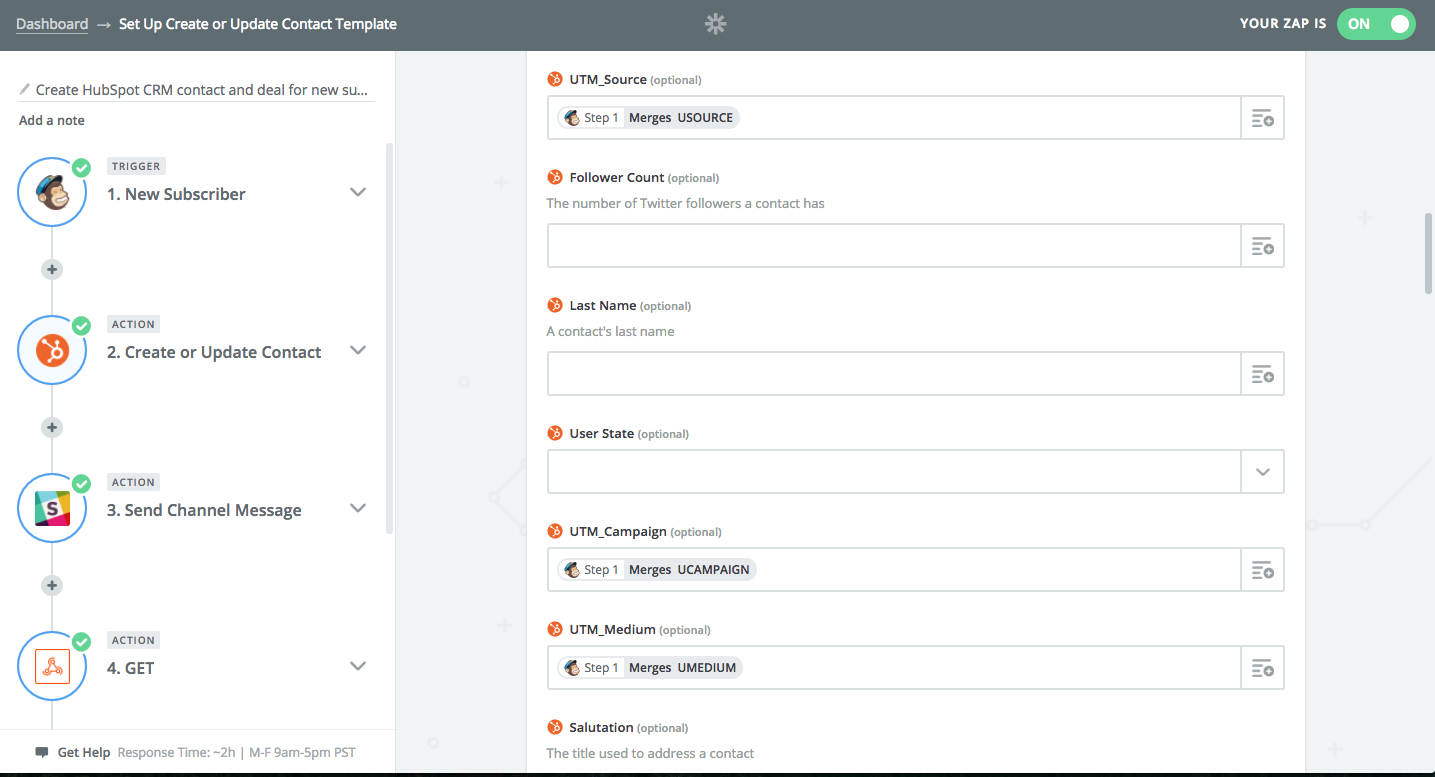 Dashboard → Set Up Create or Update Contact Template
YOUR ZAP IS ON
Create HubSpot CRM contact and deal for new su...
Add a note
TRIGGER
1. New Subscriber
ACTION
2. Create or Update Contact
ACTION
3. Send Channel Message
S
ACTION
4. GET
Get Help Response Time: ~2h | M-F 9am-5pm PST
UTM_Source (optional)
Step 1 Merges USOURCE
Follower Count (optional)
The number of Twitter followers a contact has
Last Name (optional)
A contact's last name
User State (optional)
UTM_Campaign (optional)
Step 1 Merges UCAMPAIGN
UTM_Medium (optional)
Step 1 Merges UMEDIUM
Salutation (optional)
The title used to address a contact